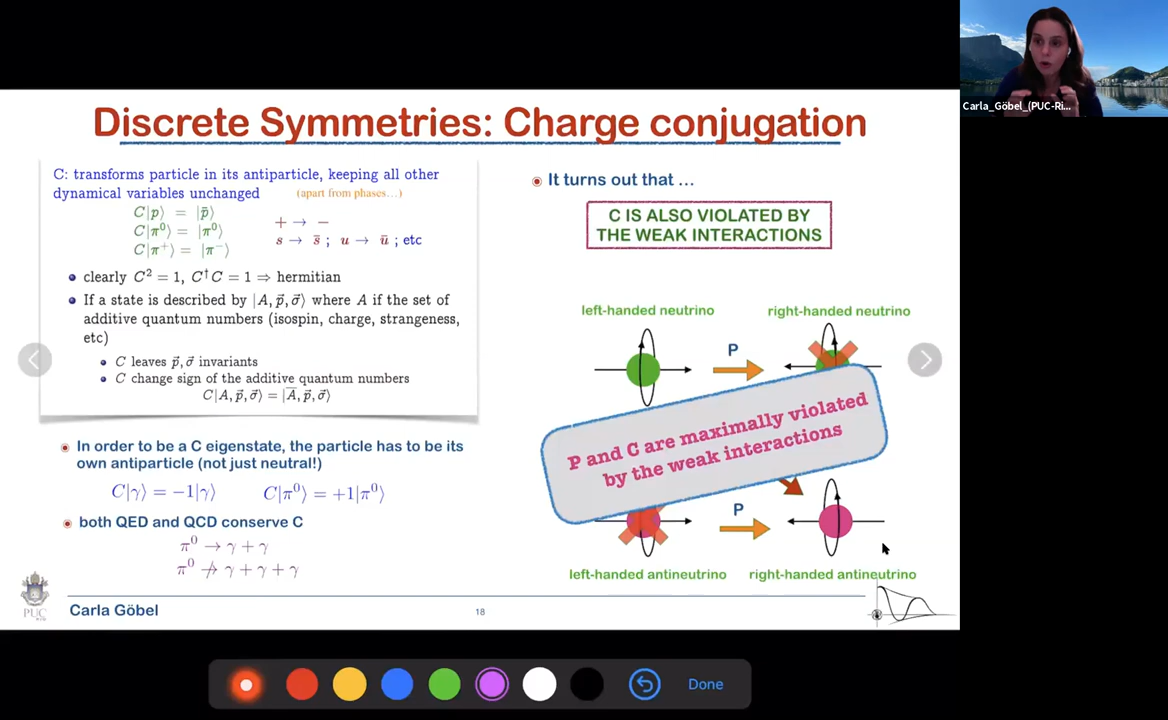 Carla_Göbel_(PUC-Ri...
Discrete Symmetries: Charge conjugation
C: transforms particle in its antiparticle, keeping all other
dynamical variables unchanged (apart from phases...)
C|p⟩ = |p̄⟩
C|π⁰⟩ = |π⁰⟩
C|π⁺⟩ = |π⁻⟩
+ → −
s → s̄ ; u → ū ; etc
clearly C² = 1, C†C = 1 ⇒ hermitian
If a state is described by |A, p⃗, σ⃗⟩ where A if the set of
additive quantum numbers (isospin, charge, strangeness,
etc)
C leaves p⃗, σ⃗ invariants
C change sign of the additive quantum numbers
C|A, p⃗, σ⃗⟩ = |A̅, p⃗, σ⃗⟩
In order to be a C eigenstate, the particle has to be its
own antiparticle (not just neutral!)
C|γ⟩ = −1|γ⟩ C|π⁰⟩ = +1|π⁰⟩
both QED and QCD conserve C
π⁰ → γ + γ
π⁰ ↛ γ + γ + γ
It turns out that ...
C IS ALSO VIOLATED BY
THE WEAK INTERACTIONS
left-handed neutrino right-handed neutrino
P
P and C are maximally violated
by the weak interactions
P
left-handed antineutrino right-handed antineutrino
PUC
Carla Göbel
18
Done